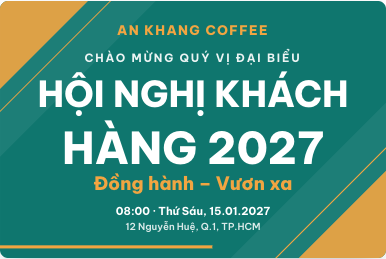 AN KHANG COFFEE
CHÀO MỪNG QUÝ VỊ ĐẠI BIỂU
HỘI NGHỊ KHÁCH
HÀNG 2027
Đồng hành – Vươn xa
08:00 · Thứ Sáu, 15.01.2027
12 Nguyễn Huệ, Q.1, TP.HCM